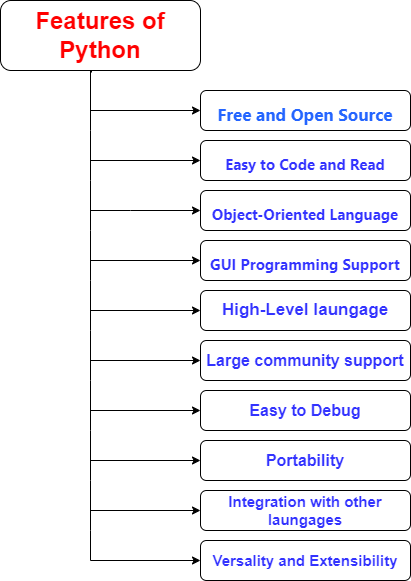 Features of
Python
Free and Open Source
Easy to Code and Read
Object-Oriented Language
GUI Programming Support
High-Level laungage
Large community support
Easy to Debug
Portability
Integration with other
laungages
Versality and Extensibility